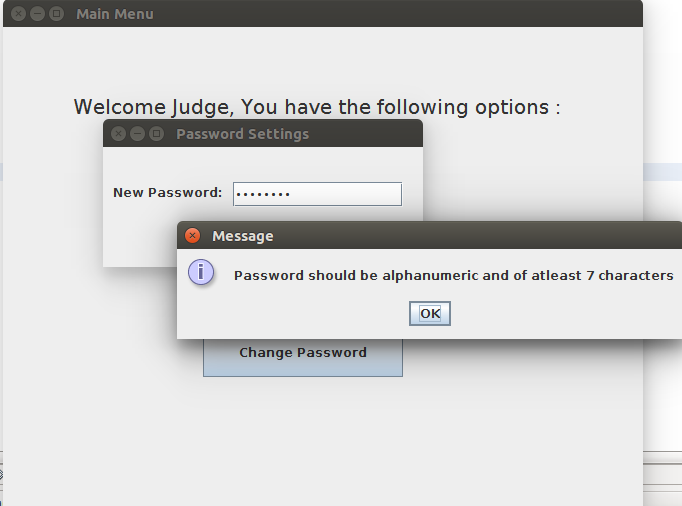 Main Menu
Welcome Judge, You have the following options :
Password Settings
New Password: ••••••••
Message
i
Password should be alphanumeric and of atleast 7 characters
OK
Change Password